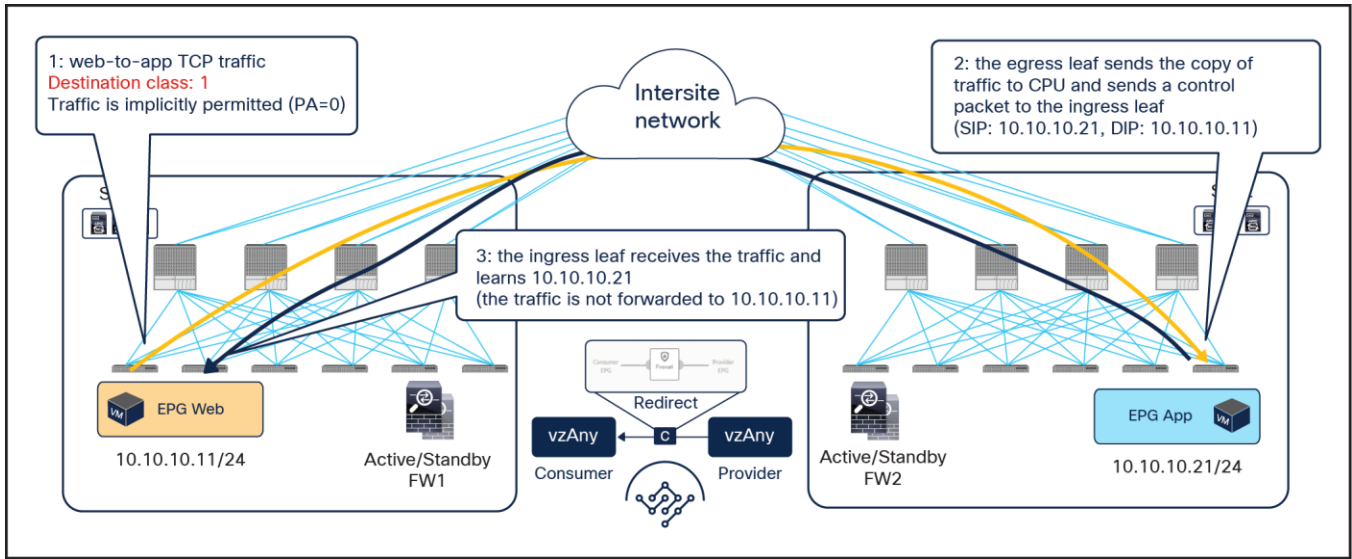 1: web-to-app TCP traffic
Destination class: 1
Traffic is implicitly permitted (PA=0)
Intersite
network
2: the egress leaf sends the copy of
traffic to CPU and sends a control
packet to the ingress leaf
(SIP: 10.10.10.21, DIP: 10.10.10.11)
3: the ingress leaf receives the traffic and
learns 10.10.10.21
(the traffic is not forwarded to 10.10.10.11)
Consumer
EPG
Firewall
Provider
EPG
Redirect
VM
EPG Web
10.10.10.11/24
Active/Standby
FW1
vzAny
C
vzAny
Consumer
Provider
Active/Standby
FW2
EPG App
VM
10.10.10.21/24